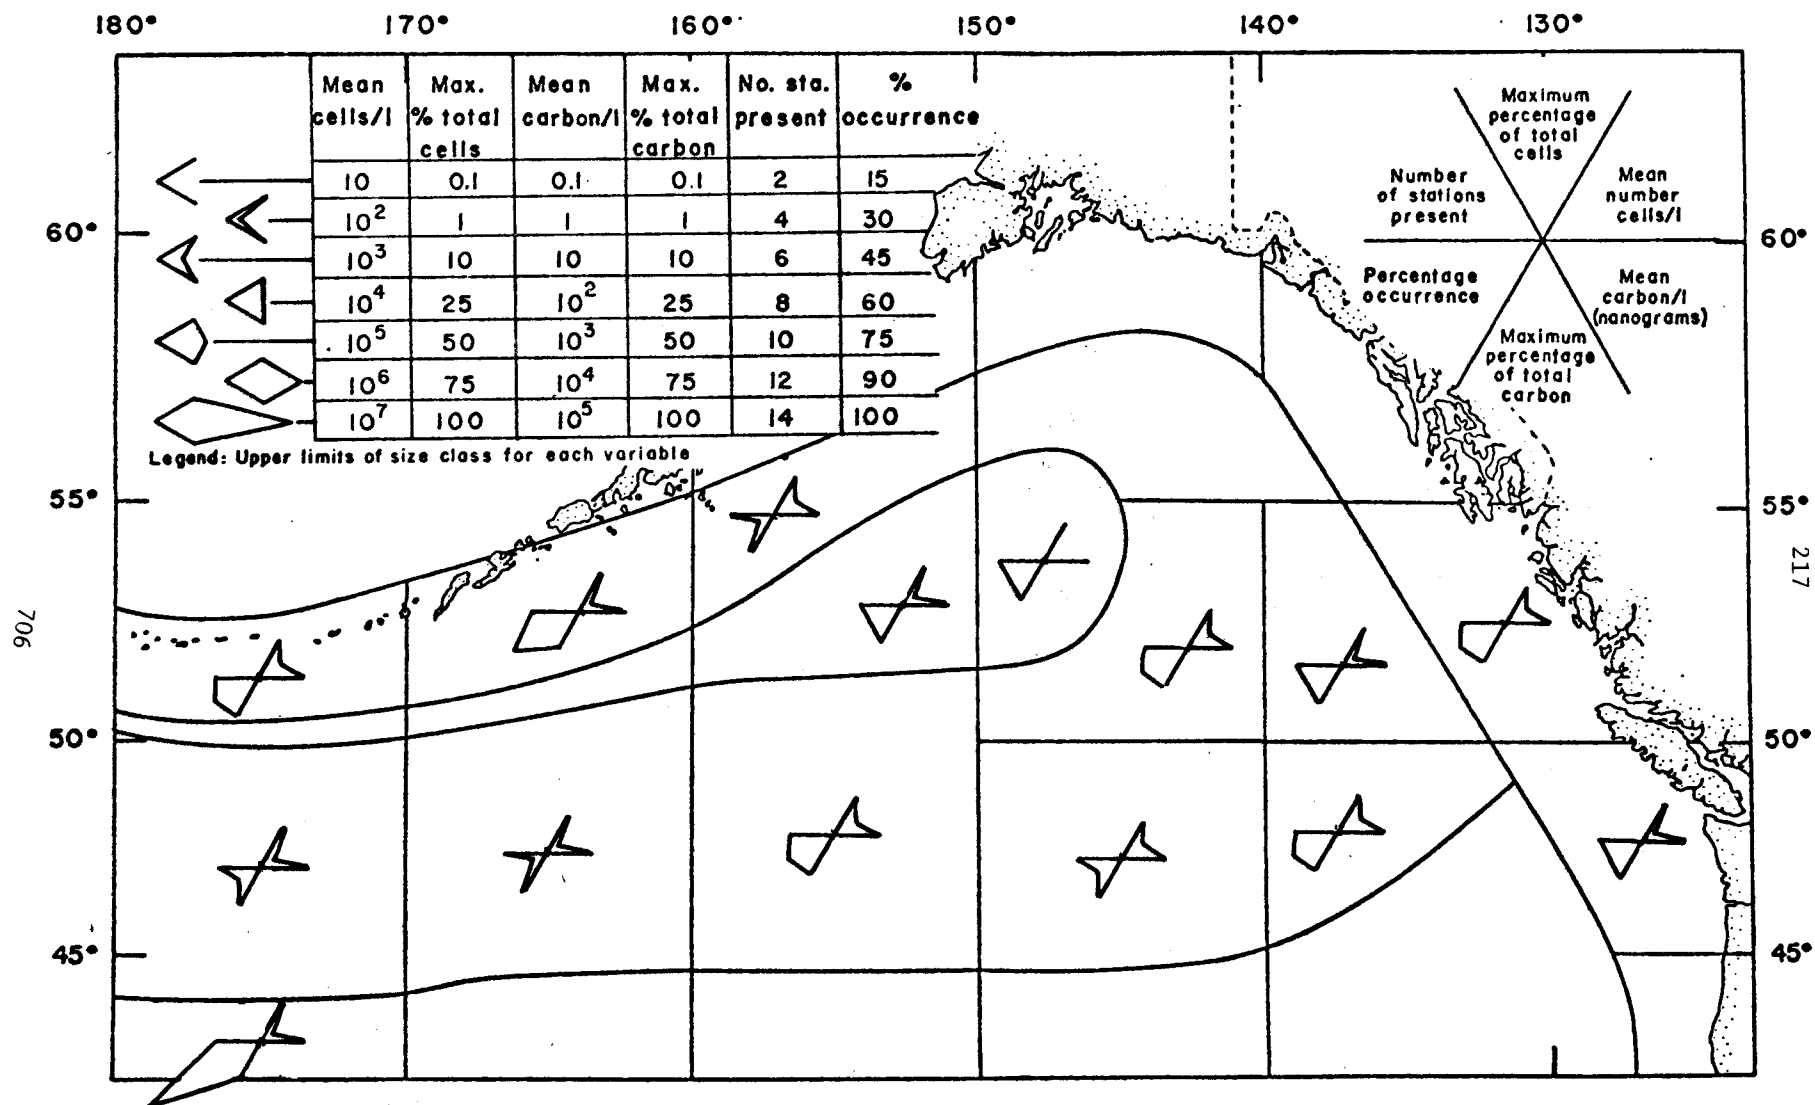 180° 170° 160° 150° 140° 130°
Mean cells/l Max. % total cells Mean carbon/l Max. % total carbon No. sta. present % occurrence
10 0.1 0.1 0.1 2 15
10² 1 1 1 4 30
10³ 10 10 10 6 45
10⁴ 25 10² 25 8 60
10⁵ 50 10³ 50 10 75
10⁶ 75 10⁴ 75 12 90
10⁷ 100 10⁵ 100 14 100
Legend: Upper limits of size class for each variable
Maximum
percentage
of total
cells
Number
of stations
present
Mean
number
cells/l
Percentage
occurrence
Mean
carbon/l
(nanograms)
Maximum
percentage
of total
carbon
60° 60°
55° 55°
50° 50°
45° 45°
706
217